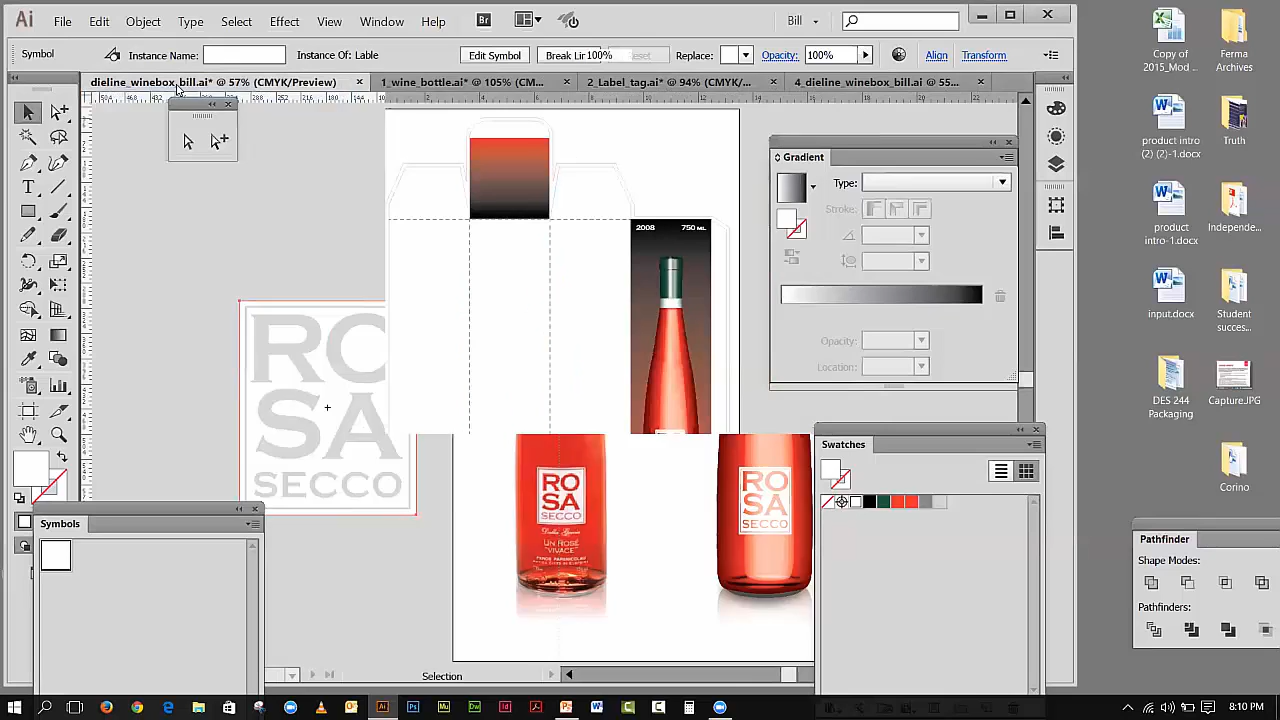 Ai File Edit Object Type Select Effect View Window Help Br Bill
Symbol Instance Name: Instance Of: Lable Edit Symbol Break Lir 100% Replace: Opacity: 100% Align Transform
dieline_winebox_bill.ai* @ 57% (CMYK/Preview) × 1_wine_bottle.ai* @ 105% (CM... × 2_Label_tag.ai* @ 94% (CMYK/... × 4_dieline_winebox_bill.ai @ 55... ×
Gradient
Type:
Stroke:
Opacity:
Location:
2008 750 ML
RO
SA
SECCO
RO
SA
SECCO
UN ROSÉ
"VIVACE"
RO
SA
SECCO
Symbols
Swatches
Selection
Copy of
2015_Mod ...
Ferma
Archives
product intro
(2) (2)-1.docx
Truth
product
intro-1.docx
Independe...
input.docx
Student
succes...
DES 244
Packaging
Capture.JPG
Corino
Pathfinder
Shape Modes:
Pathfinders:
8:10 PM